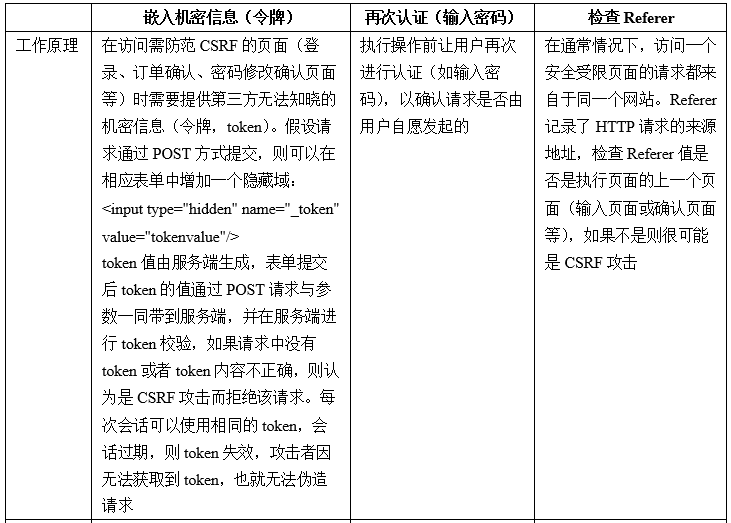 嵌入机密信息（令牌）
再次认证（输入密码）
检查 Referer
工作原理
在访问需防范 CSRF 的页面（登
录、订单确认、密码修改确认页面
等）时需要提供第三方无法知晓的
机密信息（令牌，token）。假设请
求通过 POST 方式提交，则可以在
相应表单中增加一个隐藏域：
<input type="hidden" name="_token"
value="tokenvalue"/>
token 值由服务端生成，表单提交
后 token 的值通过 POST 请求与参
数一同带到服务端，并在服务端进
行 token 校验，如果请求中没有
token 或者 token 内容不正确，则认
为是 CSRF 攻击而拒绝该请求。每
次会话可以使用相同的 token，会
话过期，则 token 失效，攻击者因
无法获取到 token，也就无法伪造
请求
执行操作前让用户再次
进行认证（如输入密
码），以确认请求是否由
用户自愿发起的
在通常情况下，访问一个
安全受限页面的请求都来
自于同一个网站。Referer
记录了 HTTP 请求的来源
地址，检查 Referer 值是
否是执行页面的上一个页
面（输入页面或确认页面
等），如果不是则很可能
是 CSRF 攻击